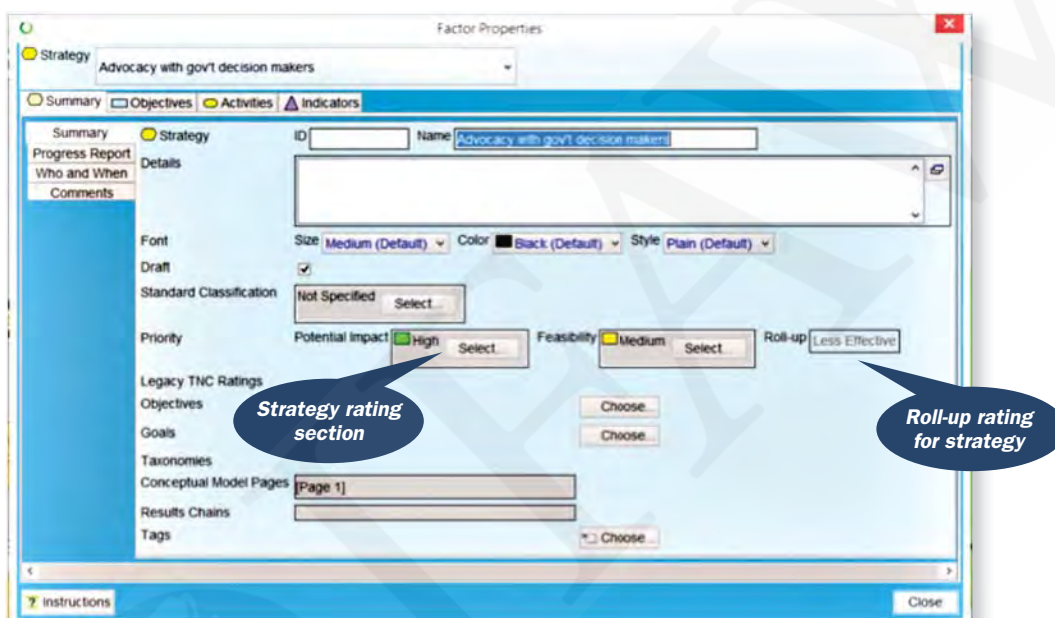 Factor Properties
Strategy Advocacy with gov't decision makers
Summary Objectives Activities Indicators
Summary
Progress Report
Who and When
Comments
Strategy ID Name Advocacy with gov't decision makers
Details
Font Size Medium (Default) Color Black (Default) Style Plain (Default)
Draft
Standard Classification Not Specified Select...
Priority Potential Impact High Select... Feasibility Medium Select... Roll-up Less Effective
Legacy TNC Ratings
Strategy rating
section
Roll-up rating
for strategy
Objectives Choose...
Goals Choose...
Taxonomies
Conceptual Model Pages [Page 1]
Results Chains
Tags Choose...
? Instructions Close